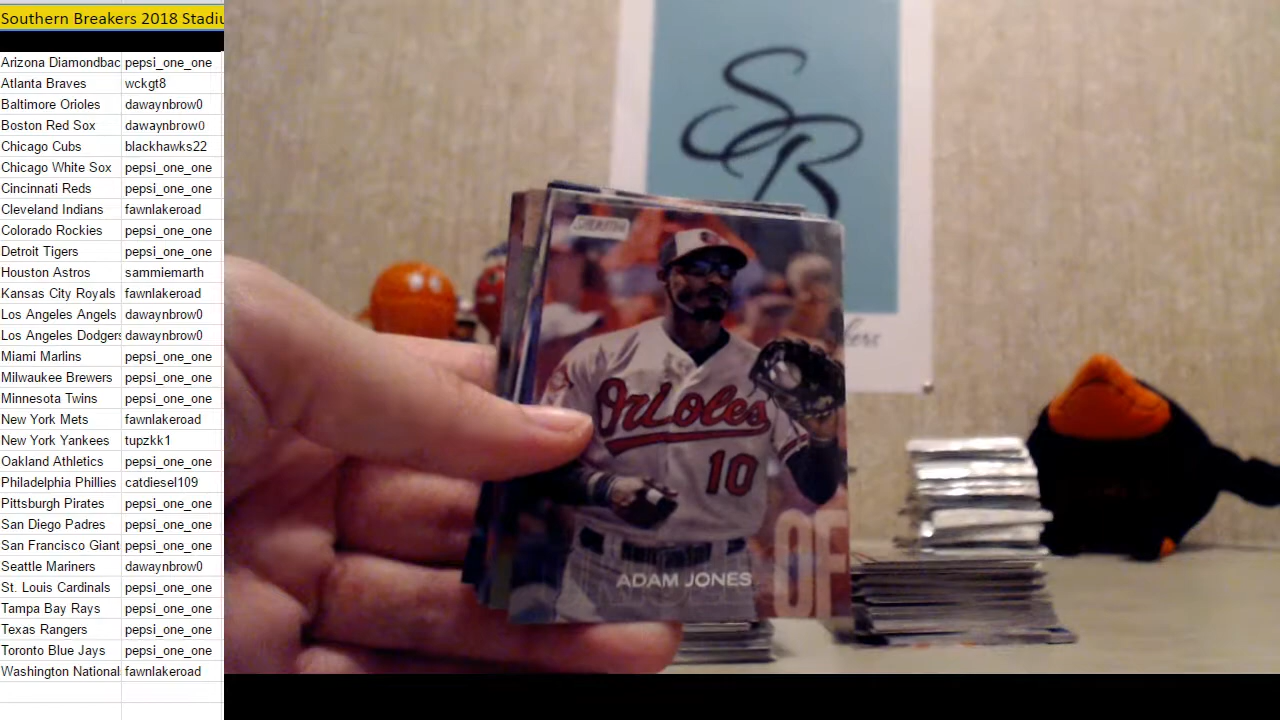 Southern Breakers 2018 Stadiu
Arizona Diamondbac pepsi_one_one
Atlanta Braves wckgt8
Baltimore Orioles dawaynbrow0
Boston Red Sox dawaynbrow0
Chicago Cubs blackhawks22
Chicago White Sox pepsi_one_one
Cincinnati Reds pepsi_one_one
Cleveland Indians fawnlakeroad
Colorado Rockies pepsi_one_one
Detroit Tigers pepsi_one_one
Houston Astros sammiemarth
Kansas City Royals fawnlakeroad
Los Angeles Angels dawaynbrow0
Los Angeles Dodgers dawaynbrow0
Miami Marlins pepsi_one_one
Milwaukee Brewers pepsi_one_one
Minnesota Twins pepsi_one_one
New York Mets fawnlakeroad
New York Yankees tupzkk1
Oakland Athletics pepsi_one_one
Philadelphia Phillies catdiesel109
Pittsburgh Pirates pepsi_one_one
San Diego Padres pepsi_one_one
San Francisco Giant pepsi_one_one
Seattle Mariners dawaynbrow0
St. Louis Cardinals pepsi_one_one
Tampa Bay Rays pepsi_one_one
Texas Rangers pepsi_one_one
Toronto Blue Jays pepsi_one_one
Washington National fawnlakeroad
SR
Orioles
10
OF
ADAM JONES